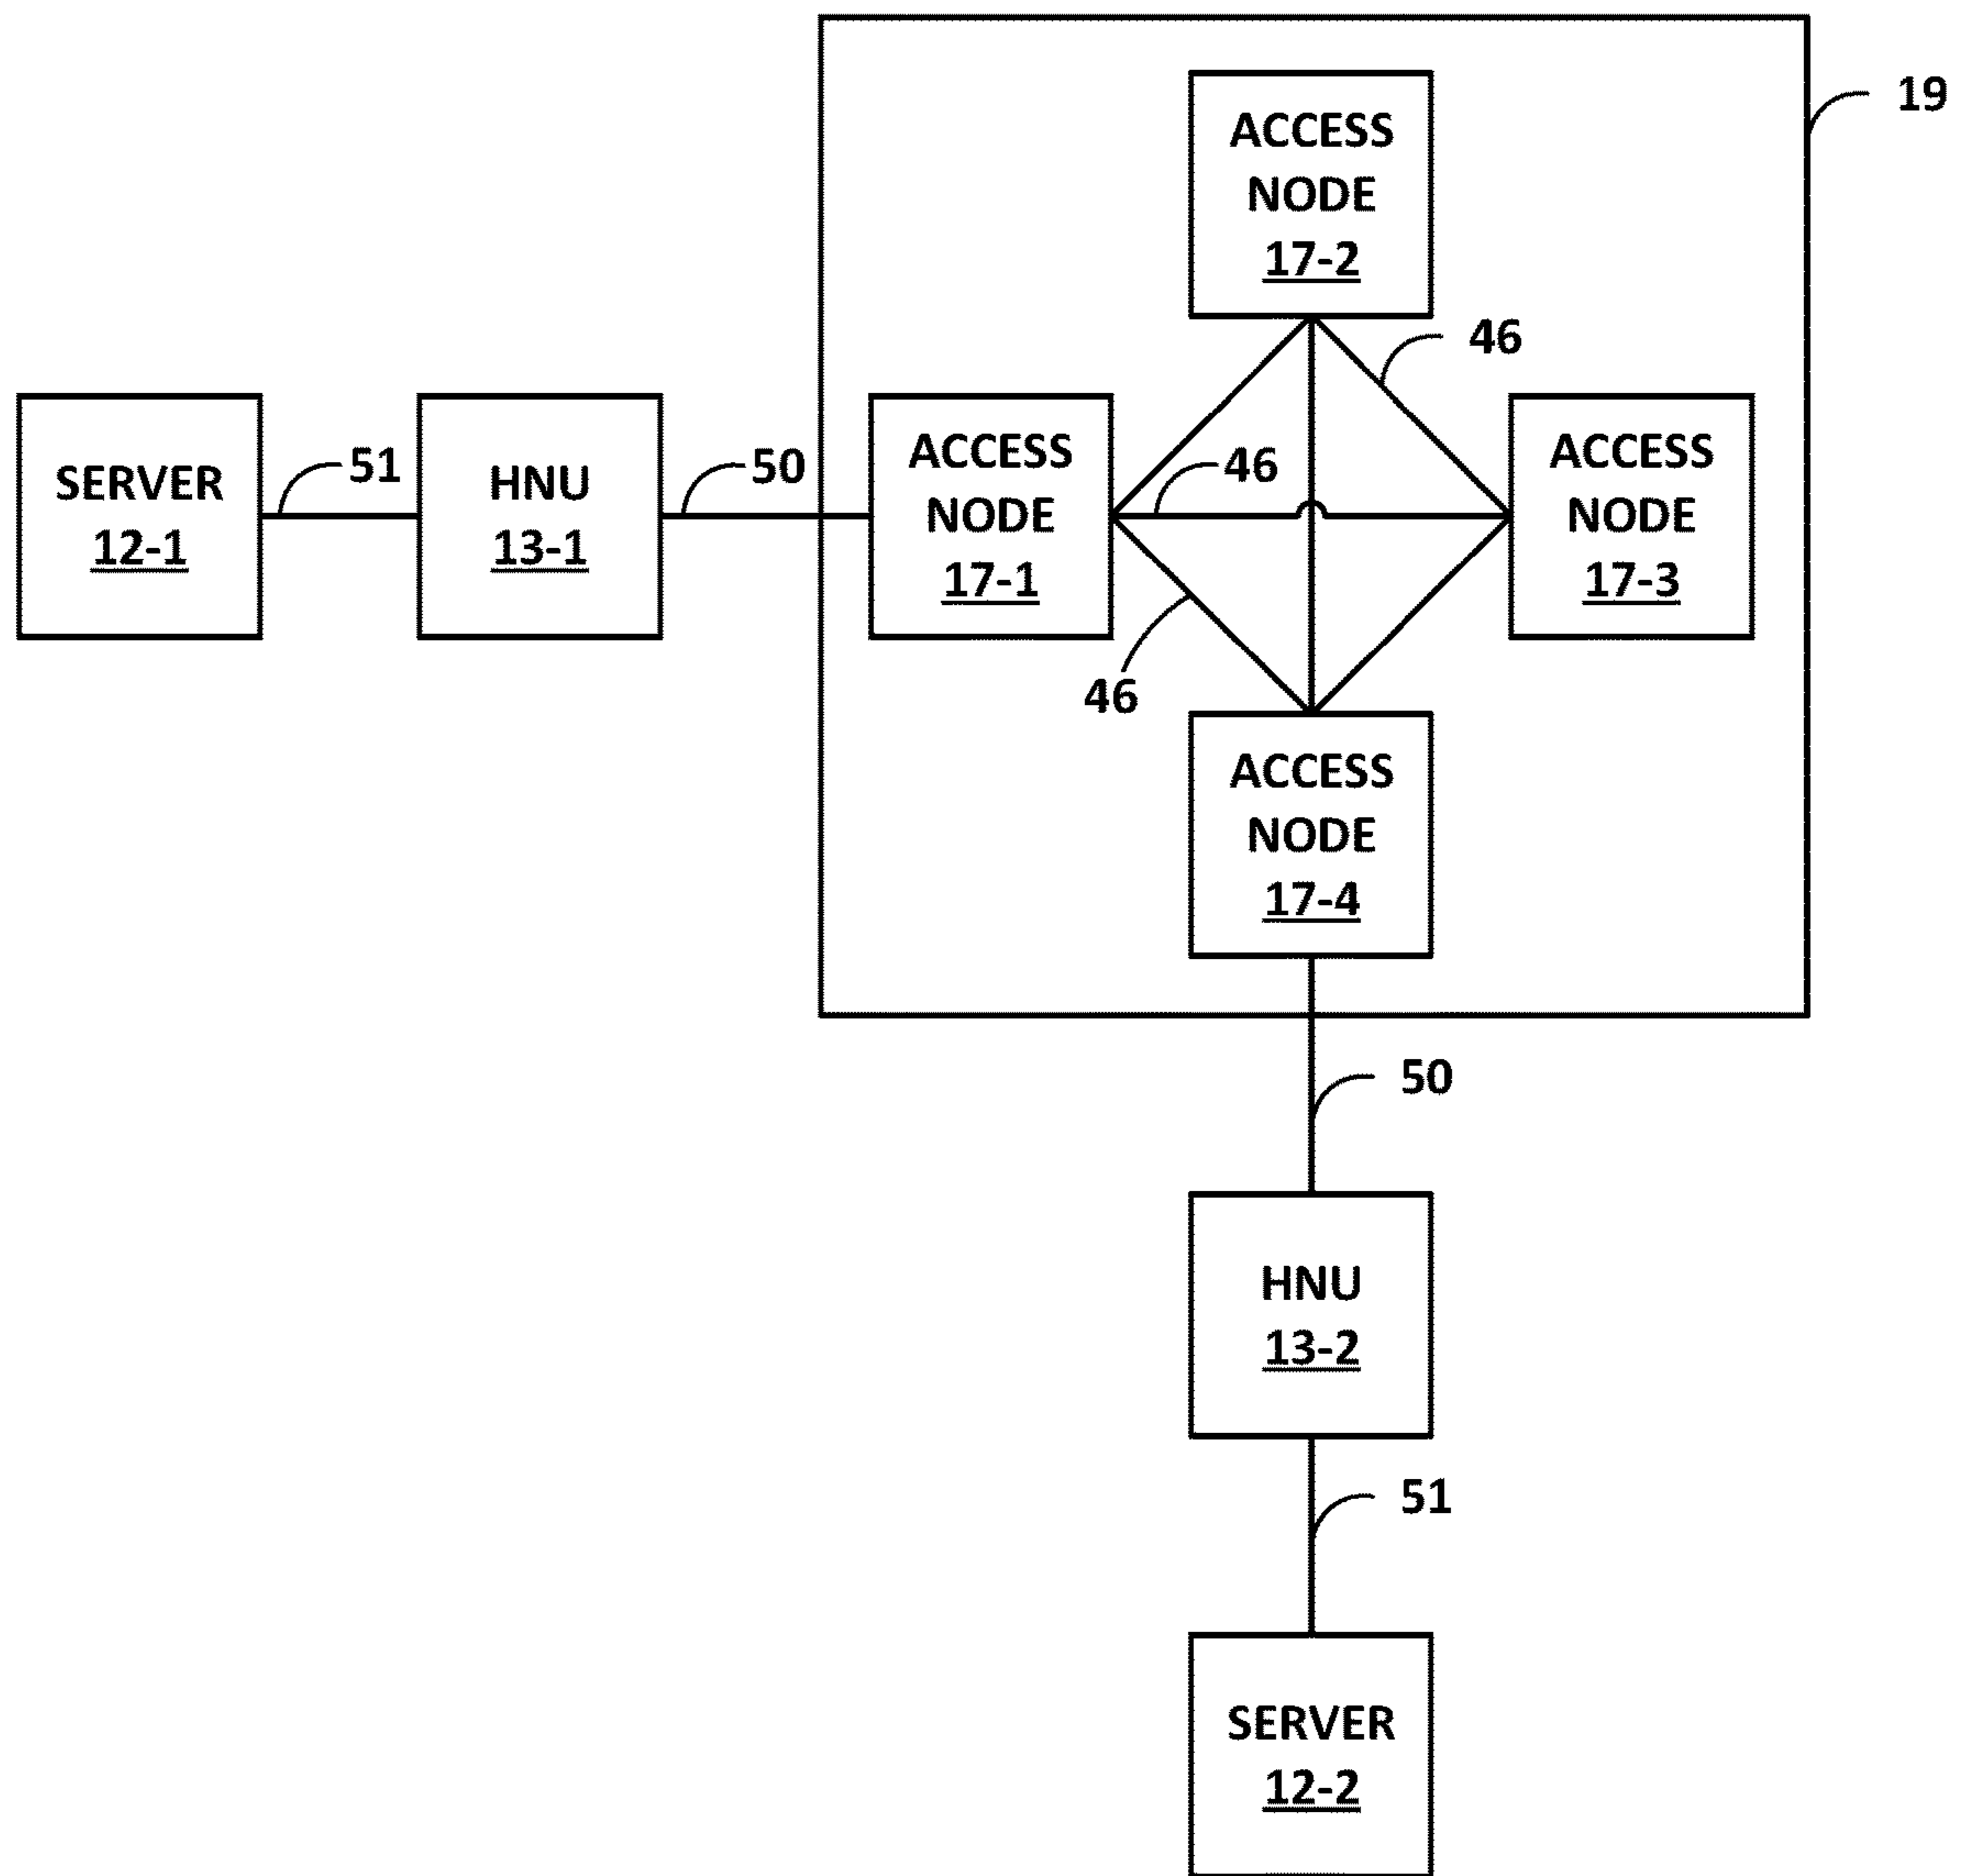 19
ACCESS
NODE
17-2
46
SERVER
12-1
51
HNU
13-1
50
ACCESS
NODE
17-1
46
ACCESS
NODE
17-3
46
ACCESS
NODE
17-4
50
HNU
13-2
51
SERVER
12-2